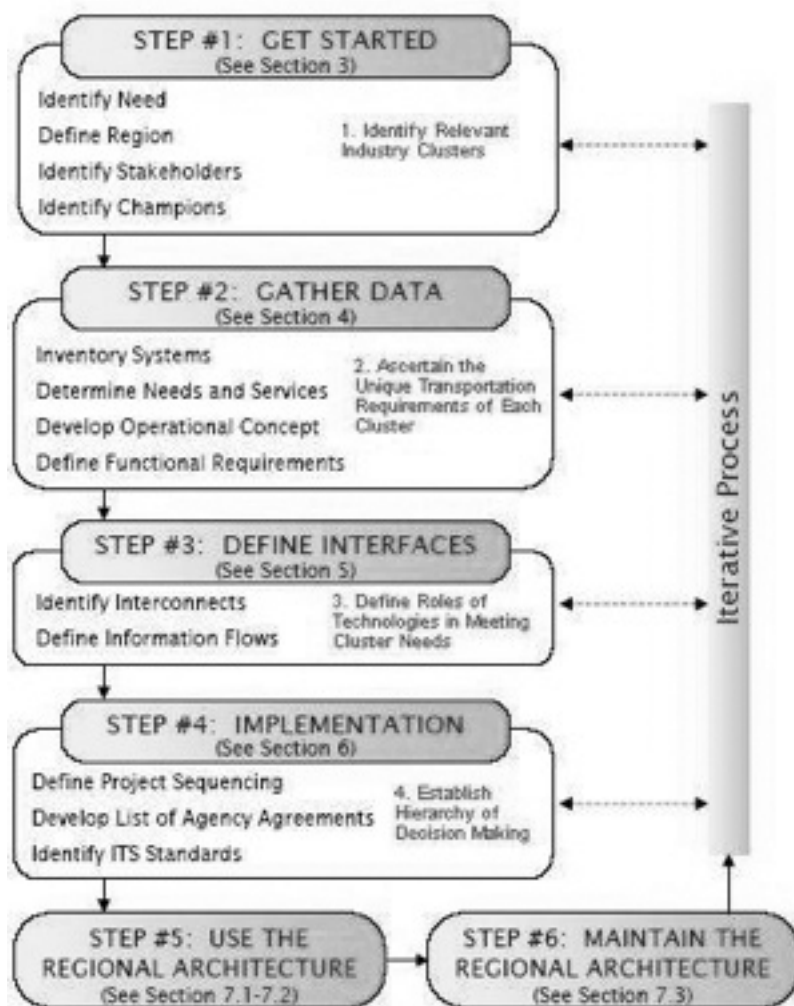 STEP #1: GET STARTED
(See Section 3)
Identify Need
Define Region
Identify Stakeholders
Identify Champions
1. Identify Relevant
Industry Clusters
STEP #2: GATHER DATA
(See Section 4)
Inventory Systems
Determine Needs and Services
Develop Operational Concept
Define Functional Requirements
2. Ascertain the
Unique Transportation
Requirements of Each
Cluster
STEP #3: DEFINE INTERFACES
(See Section 5)
Identify Interconnects
Define Information Flows
3. Define Roles of
Technologies in Meeting
Cluster Needs
STEP #4: IMPLEMENTATION
(See Section 6)
Define Project Sequencing
Develop List of Agency Agreements
Identify ITS Standards
4. Establish
Hierarchy of
Decision Making
STEP #5: USE THE
REGIONAL ARCHITECTURE
(See Section 7.1-7.2)
STEP #6: MAINTAIN THE
REGIONAL ARCHITECTURE
(See Section 7.3)
Iterative Process